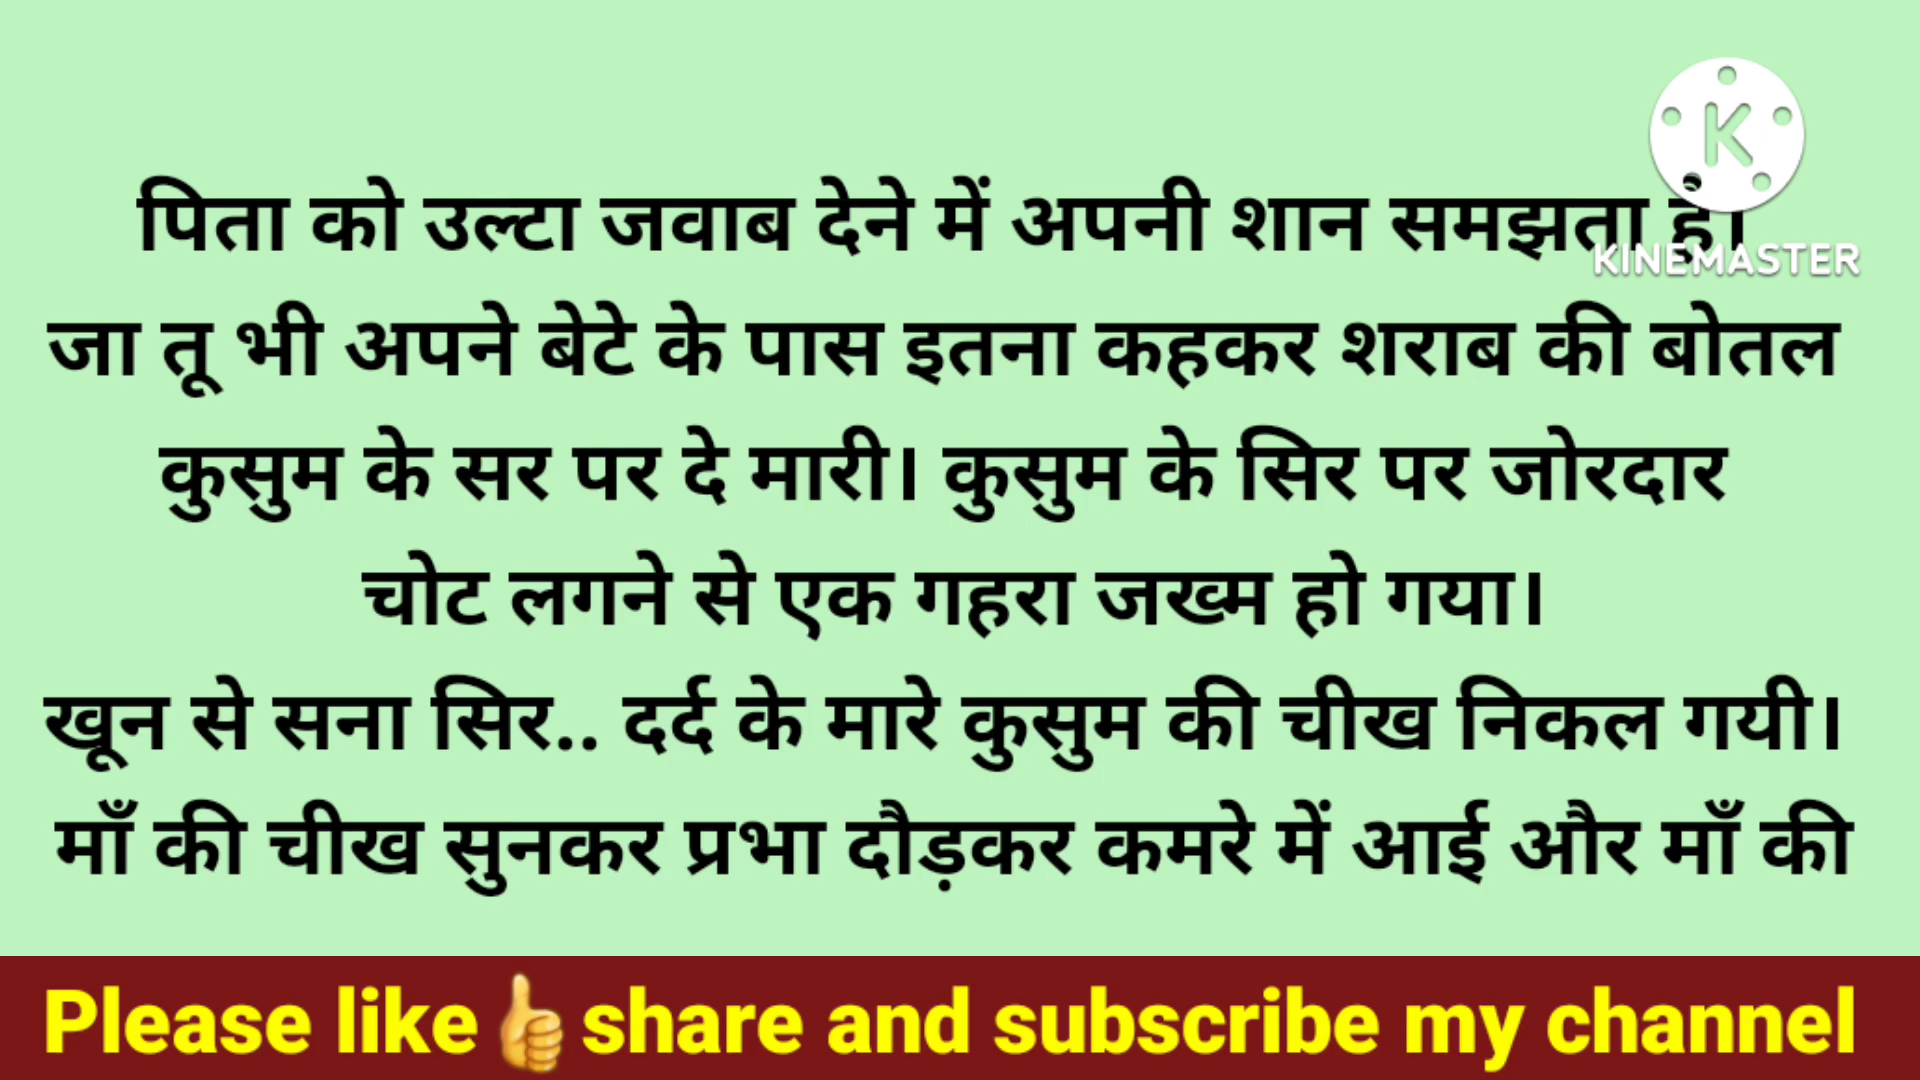 पिता को उल्टा जवाब देने में अपनी शान समझता है।
जा तू भी अपने बेटे के पास इतना कहकर शराब की बोतल
कुसुम के सर पर दे मारी। कुसुम के सिर पर जोरदार
चोट लगने से एक गहरा जख्म हो गया।
खून से सना सिर.. दर्द के मारे कुसुम की चीख निकल गयी।
माँ की चीख सुनकर प्रभा दौड़कर कमरे में आई और माँ की
K
KINEMASTER
Please like👍share and subscribe my channel